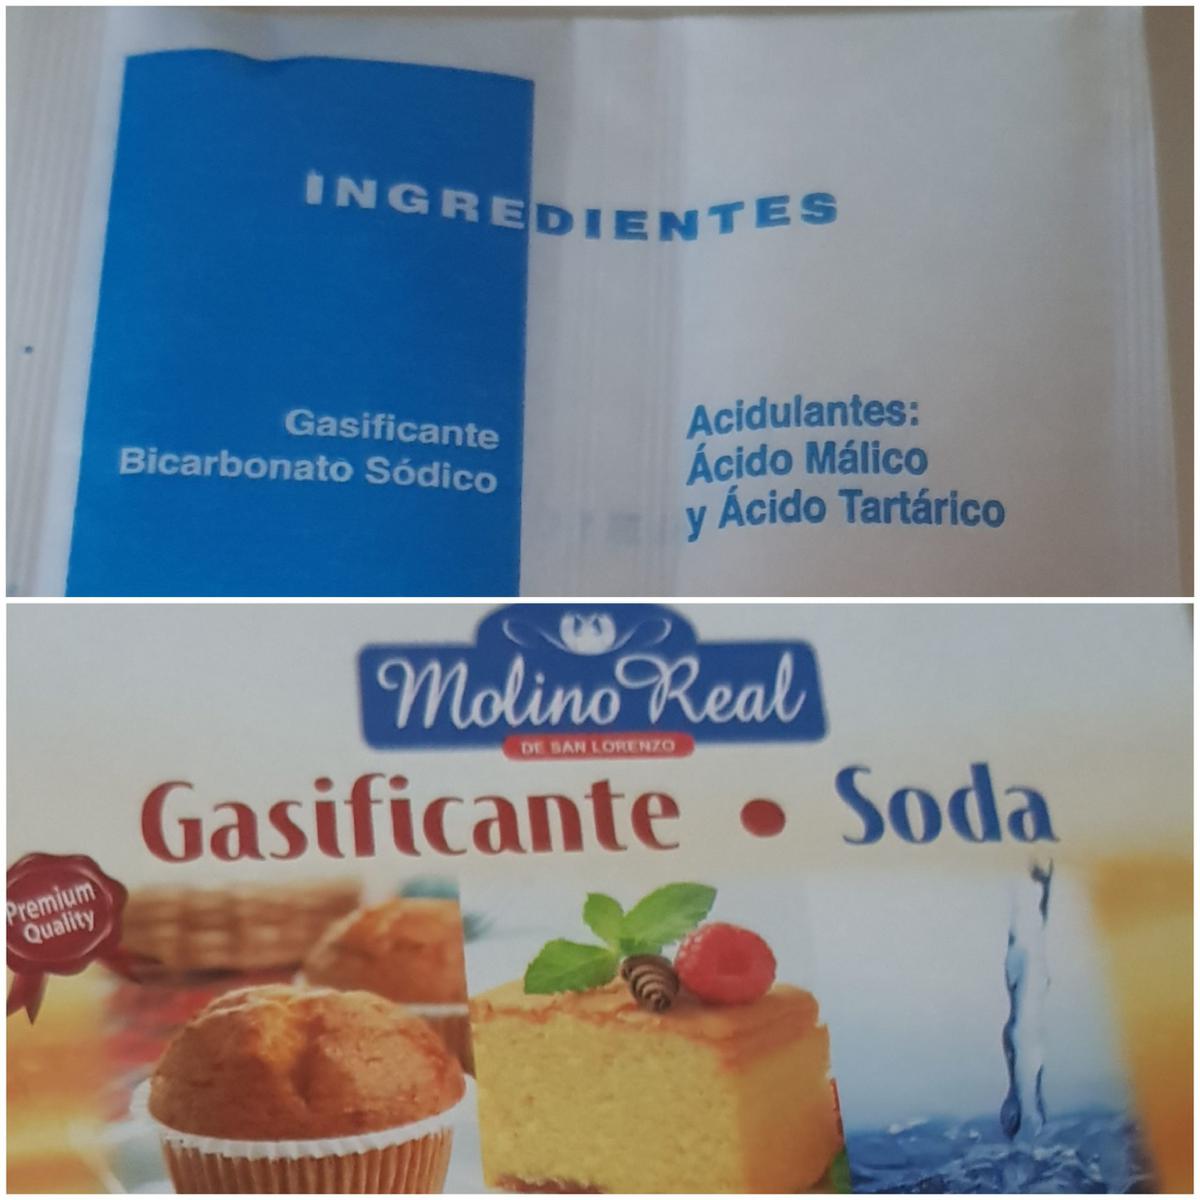 INGREDIENTES
Gasificante
Bicarbonato Sódico
Acidulantes:
Ácido Málico
y Ácido Tartárico
Molino Real
DE SAN LORENZO
Gasificante • Soda
Premium
Quality